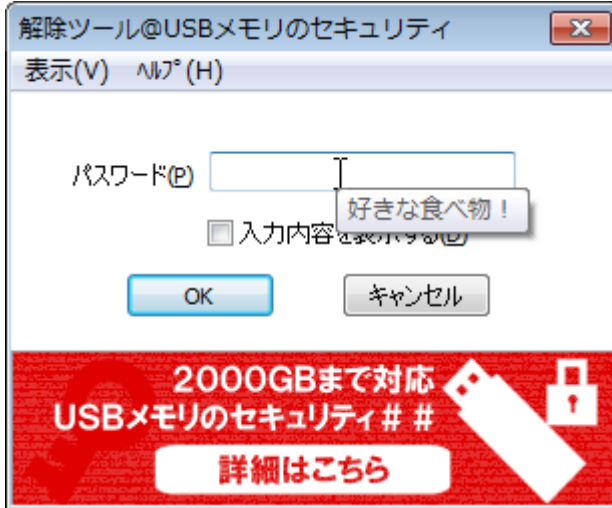 解除ツール@USBメモリのセキュリティ
表示(V) ﾍﾙﾌﾟ(H)
パスワード(P)
好きな食べ物！
入力内容を表示する(D)
OK キャンセル
2000GBまで対応
USBメモリのセキュリティ##
詳細はこちら